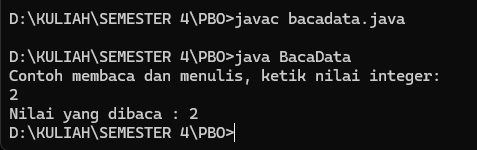 D:\KULIAH\SEMESTER 4\PBO>javac bacadata.java
D:\KULIAH\SEMESTER 4\PBO>java BacaData
Contoh membaca dan menulis, ketik nilai integer:
2
Nilai yang dibaca : 2
D:\KULIAH\SEMESTER 4\PBO>